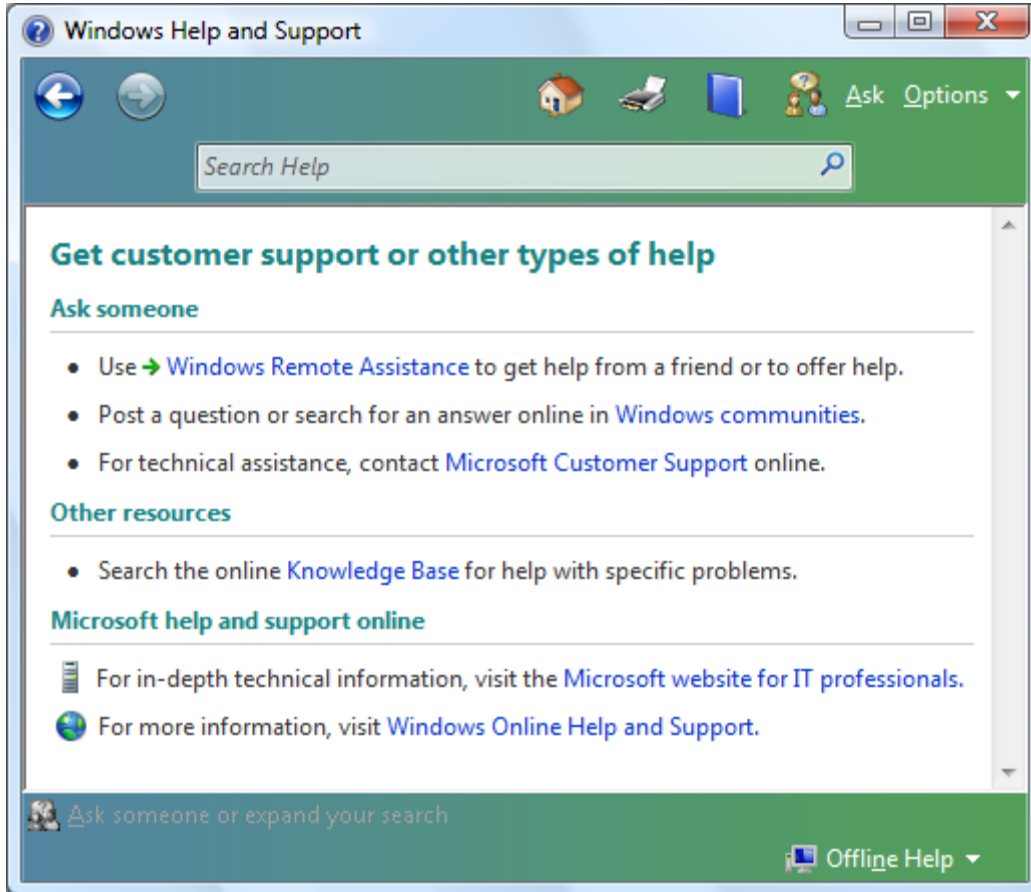 Windows Help and Support
Ask Options
Search Help
Get customer support or other types of help
Ask someone
Use Windows Remote Assistance to get help from a friend or to offer help.
Post a question or search for an answer online in Windows communities.
For technical assistance, contact Microsoft Customer Support online.
Other resources
Search the online Knowledge Base for help with specific problems.
Microsoft help and support online
For in-depth technical information, visit the Microsoft website for IT professionals.
For more information, visit Windows Online Help and Support.
Ask someone or expand your search
Offline Help